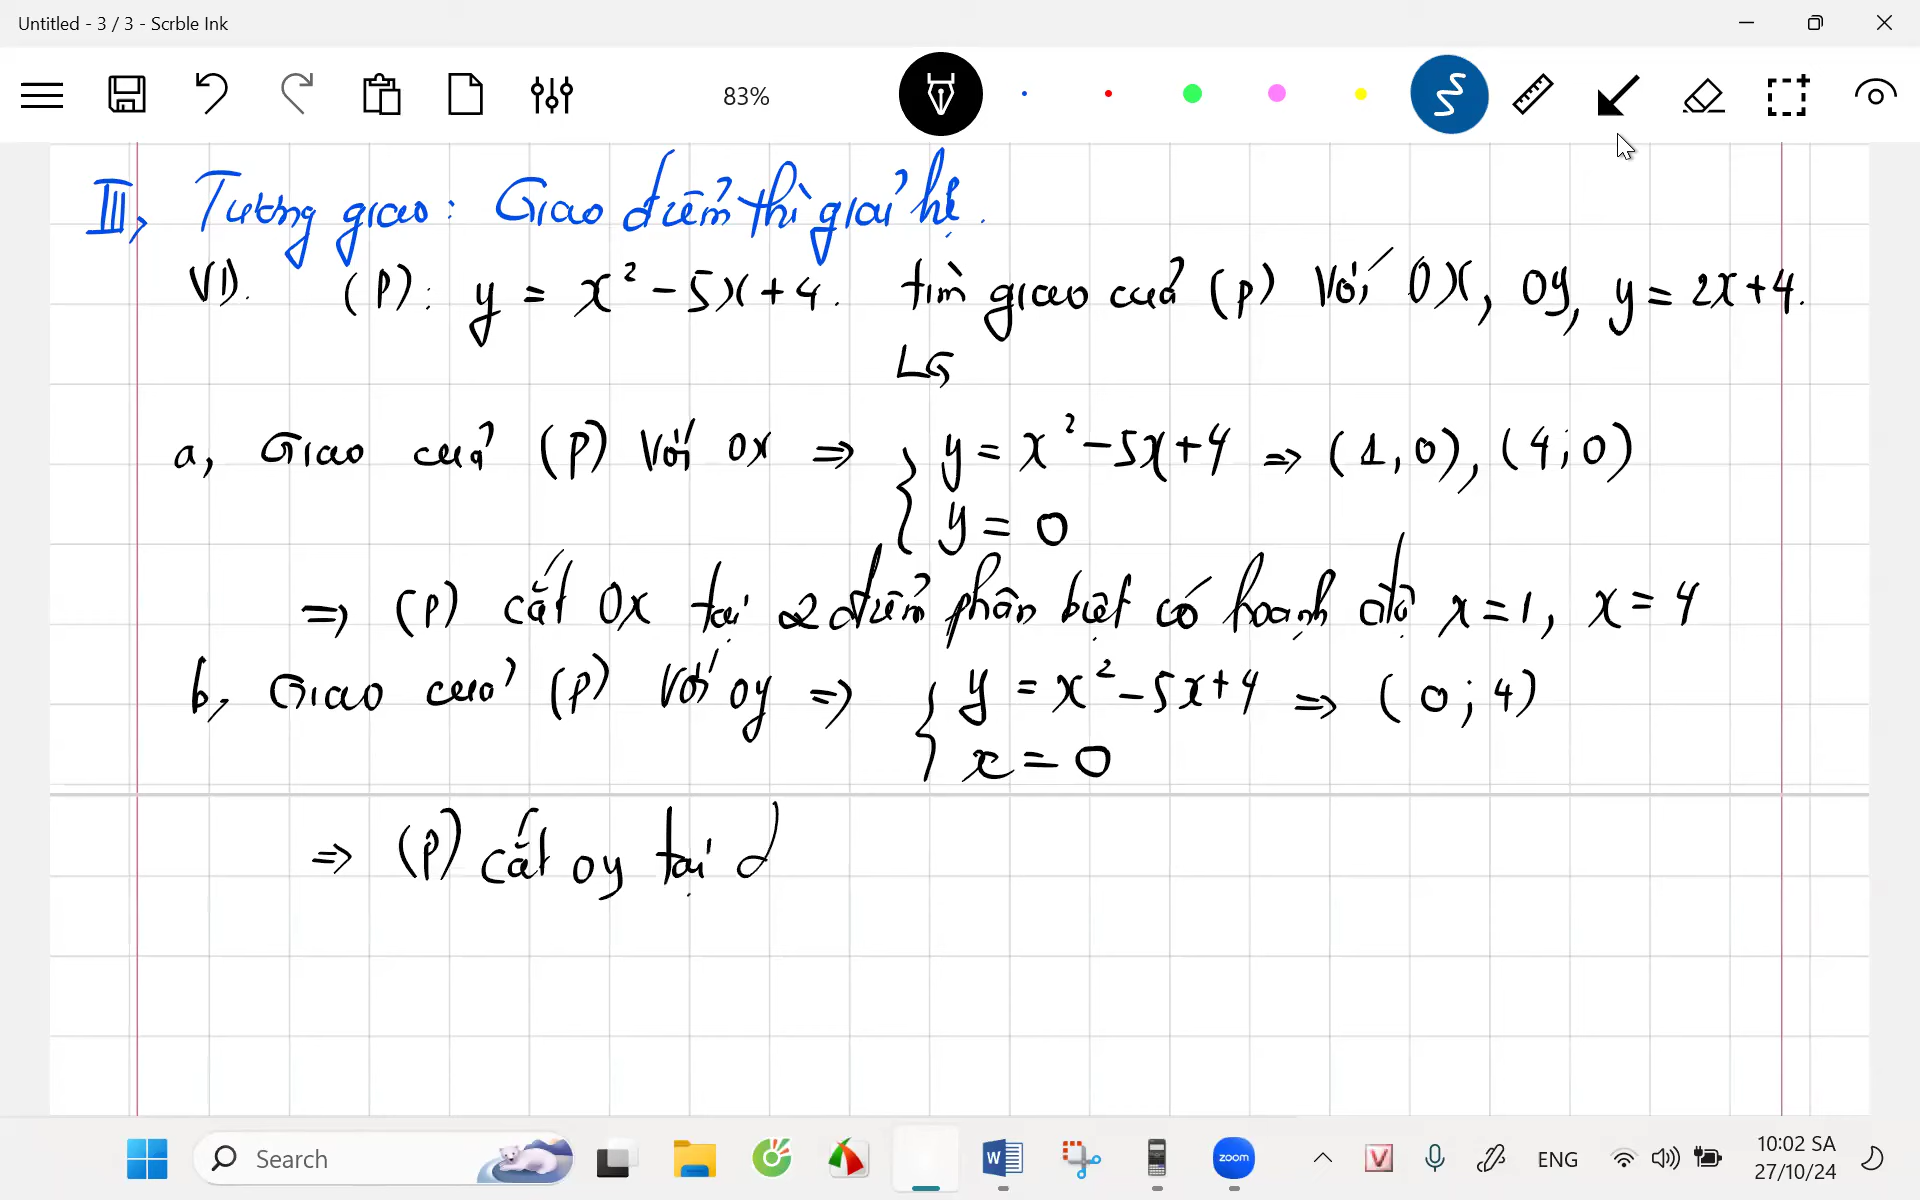 Untitled - 3 / 3 - Scrble Ink
83%
III, Tương giao: Giao điểm thì giải hệ.
VD. (P): y = x² - 5x + 4. tìm giao của (P) với Ox, Oy, y = 2x + 4.
LG
a, Giao của (P) với Ox => { y = x² - 5x + 4 => (1,0), (4;0)
y = 0
=> (P) cắt Ox tại 2 điểm phân biệt có hoành độ x = 1, x = 4
b, Giao của (P) với Oy => { y = x² - 5x + 4 => (0;4)
x = 0
=> (P) cắt Oy tại d
Search
W
zoom
V
ENG
10:02 SA
27/10/24